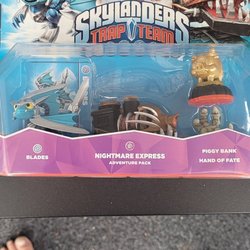 SKYLANDERS
TRAP TEAM
BLADES
NIGHTMARE EXPRESS
ADVENTURE PACK
PIGGY BANK
HAND OF FATE